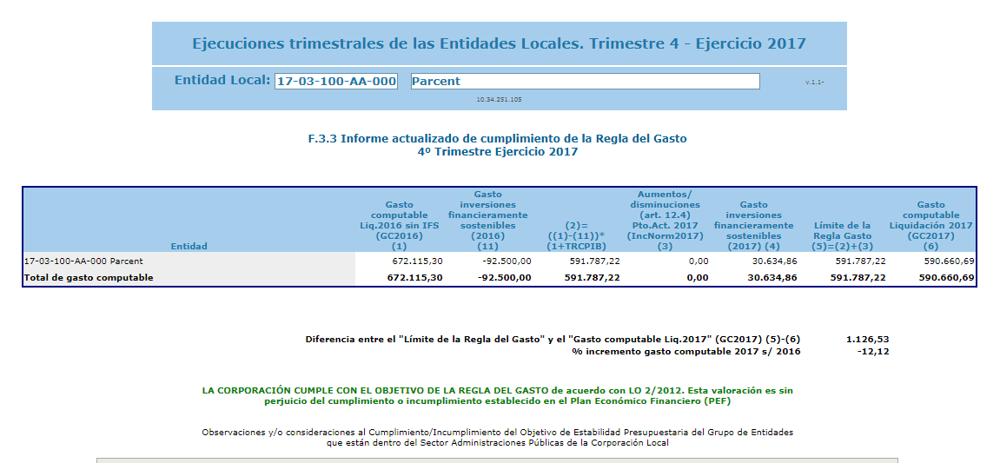 Ejecuciones trimestrales de las Entidades Locales. Trimestre 4 - Ejercicio 2017
Entidad Local: 17-03-100-AA-000 Parcent v.1.1-
10.34.251.105
F.3.3 Informe actualizado de cumplimiento de la Regla del Gasto
4º Trimestre Ejercicio 2017
Entidad
Gasto
computable
Liq.2016 sin IFS
(GC2016)
(1)
Gasto
inversiones
financieramente
sostenibles
(2016)
(11)
(2)=
((1)-(11))*
(1+TRCPIB)
Aumentos/
disminuciones
(art. 12.4)
Pto.Act. 2017
(IncNorm2017)
(3)
Gasto
inversiones
financieramente
sostenibles
(2017) (4)
Límite de la
Regla Gasto
(5)=(2)+(3)
Gasto
computable
Liquidación 2017
(GC2017)
(6)
17-03-100-AA-000 Parcent 672.115,30 -92.500,00 591.787,22 0,00 30.634,86 591.787,22 590.660,69
Total de gasto computable 672.115,30 -92.500,00 591.787,22 0,00 30.634,86 591.787,22 590.660,69
Diferencia entre el "Límite de la Regla del Gasto" y el "Gasto computable Liq.2017" (GC2017) (5)-(6) 1.126,53
% incremento gasto computable 2017 s/ 2016 -12,12
LA CORPORACIÓN CUMPLE CON EL OBJETIVO DE LA REGLA DEL GASTO de acuerdo con LO 2/2012. Esta valoración es sin
perjuicio del cumplimiento o incumplimiento establecido en el Plan Económico Financiero (PEF)
Observaciones y/o consideraciones al Cumplimiento/Incumplimiento del Objetivo de Estabilidad Presupuestaria del Grupo de Entidades
que están dentro del Sector Administraciones Públicas de la Corporación Local